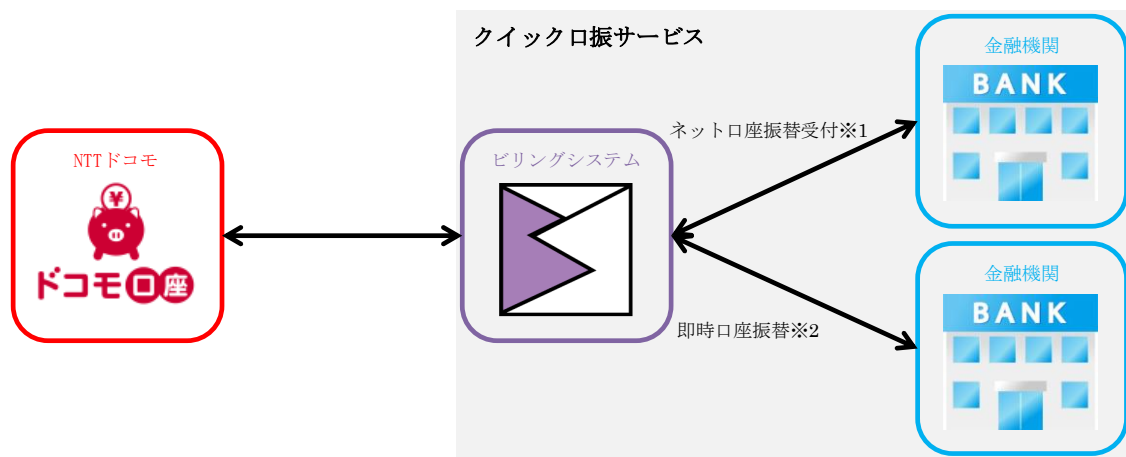 クイック口振サービス
金融機関
BANK
ネット口座振替受付※1
NTTドコモ
¥
ドコモ口座
ビリングシステム
金融機関
BANK
即時口座振替※2